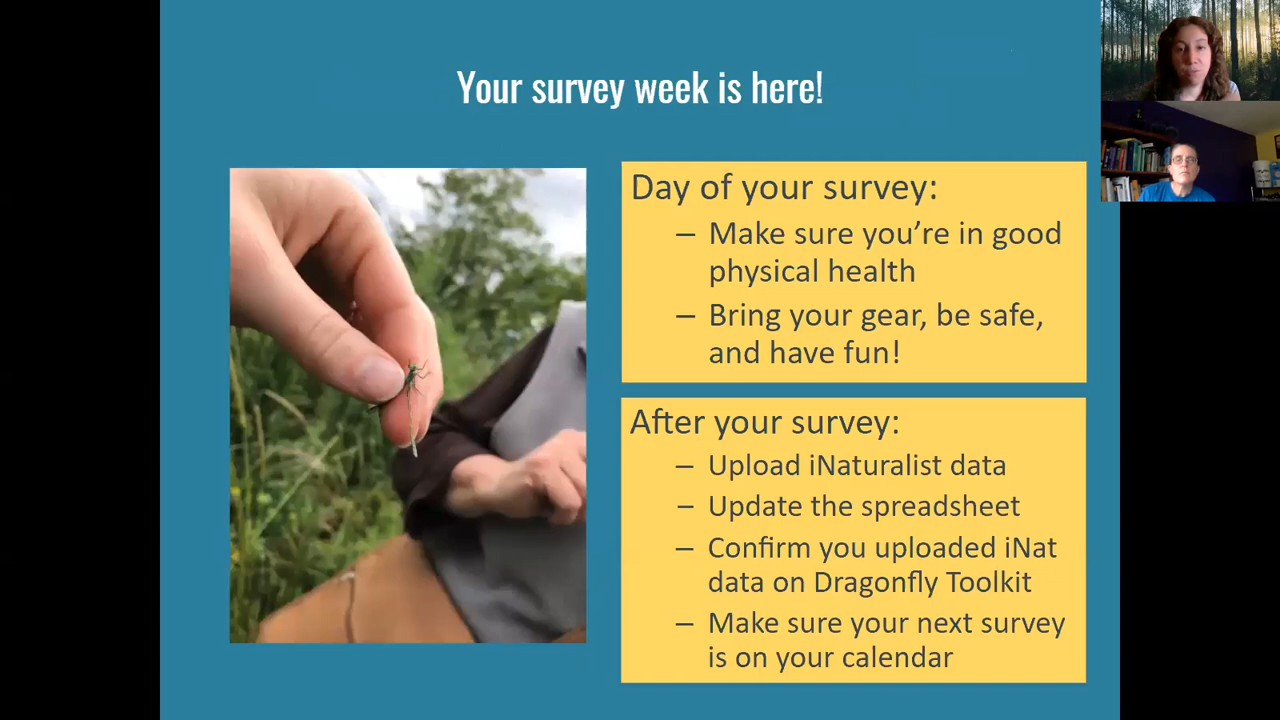 Your survey week is here!
Day of your survey:
– Make sure you're in good
physical health
– Bring your gear, be safe,
and have fun!
After your survey:
– Upload iNaturalist data
– Update the spreadsheet
– Confirm you uploaded iNat
data on Dragonfly Toolkit
– Make sure your next survey
is on your calendar